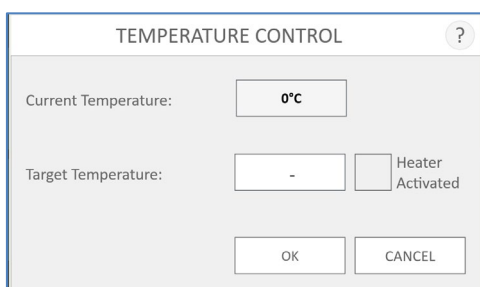 TEMPERATURE CONTROL ?
Current Temperature: 0°C
Target Temperature: - Heater
Activated
OK CANCEL